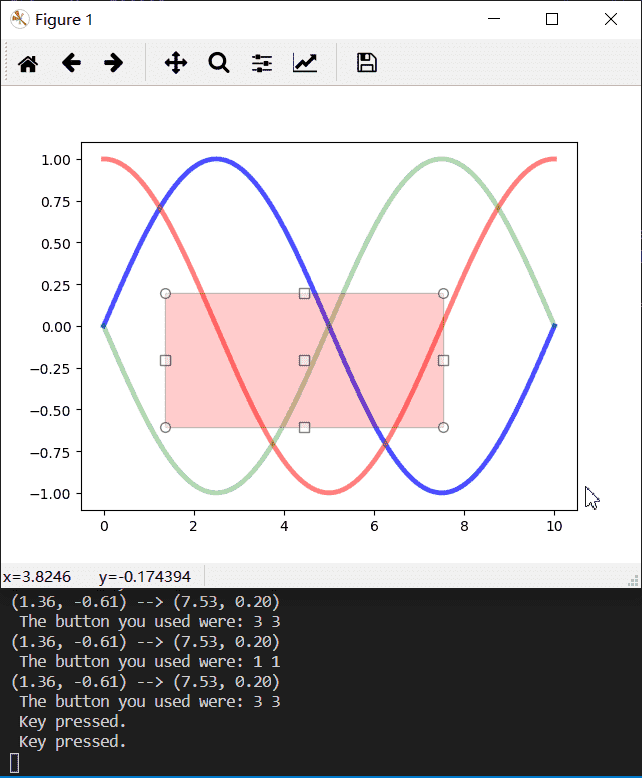 Figure 1
1.00
0.75
0.50
0.25
0.00
−0.25
−0.50
−0.75
−1.00
0 2 4 6 8 10
x=3.8246 y=-0.174394
(1.36, -0.61) --> (7.53, 0.20)
The button you used were: 3 3
(1.36, -0.61) --> (7.53, 0.20)
The button you used were: 1 1
(1.36, -0.61) --> (7.53, 0.20)
The button you used were: 3 3
Key pressed.
Key pressed.